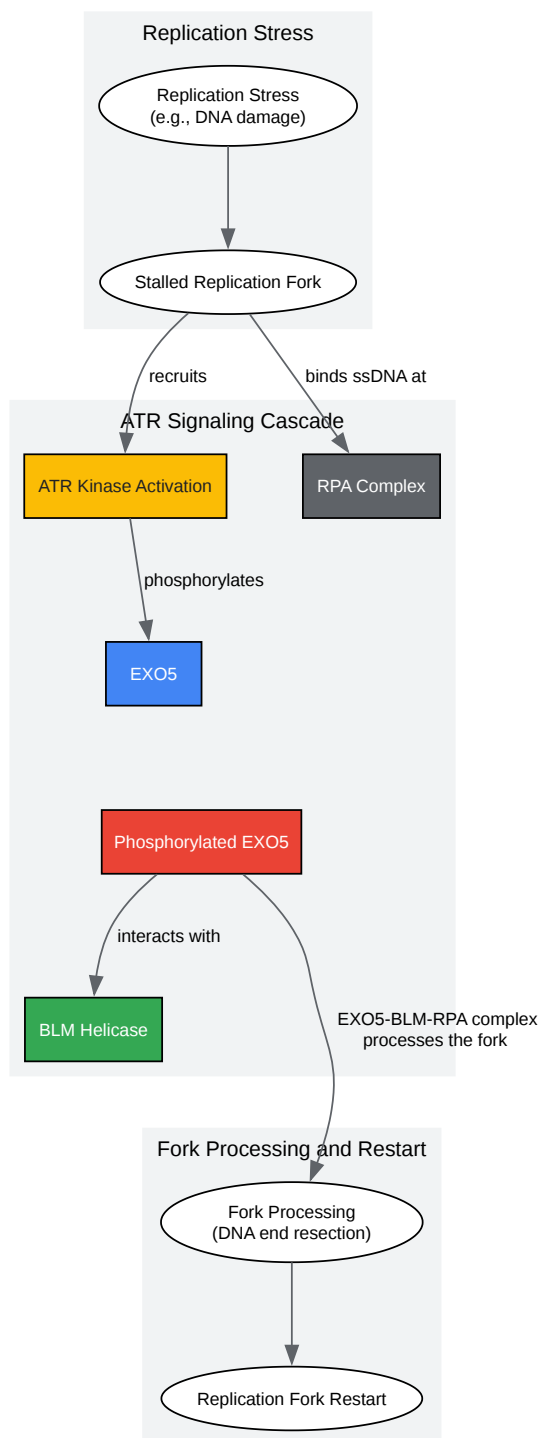 Replication Stress
Replication Stress
(e.g., DNA damage)
Stalled Replication Fork
recruits
binds ssDNA at
ATR Signaling Cascade
ATR Kinase Activation
RPA Complex
phosphorylates
EXO5
Phosphorylated EXO5
interacts with
BLM Helicase
EXO5-BLM-RPA complex
processes the fork
Fork Processing and Restart
Fork Processing
(DNA end resection)
Replication Fork Restart